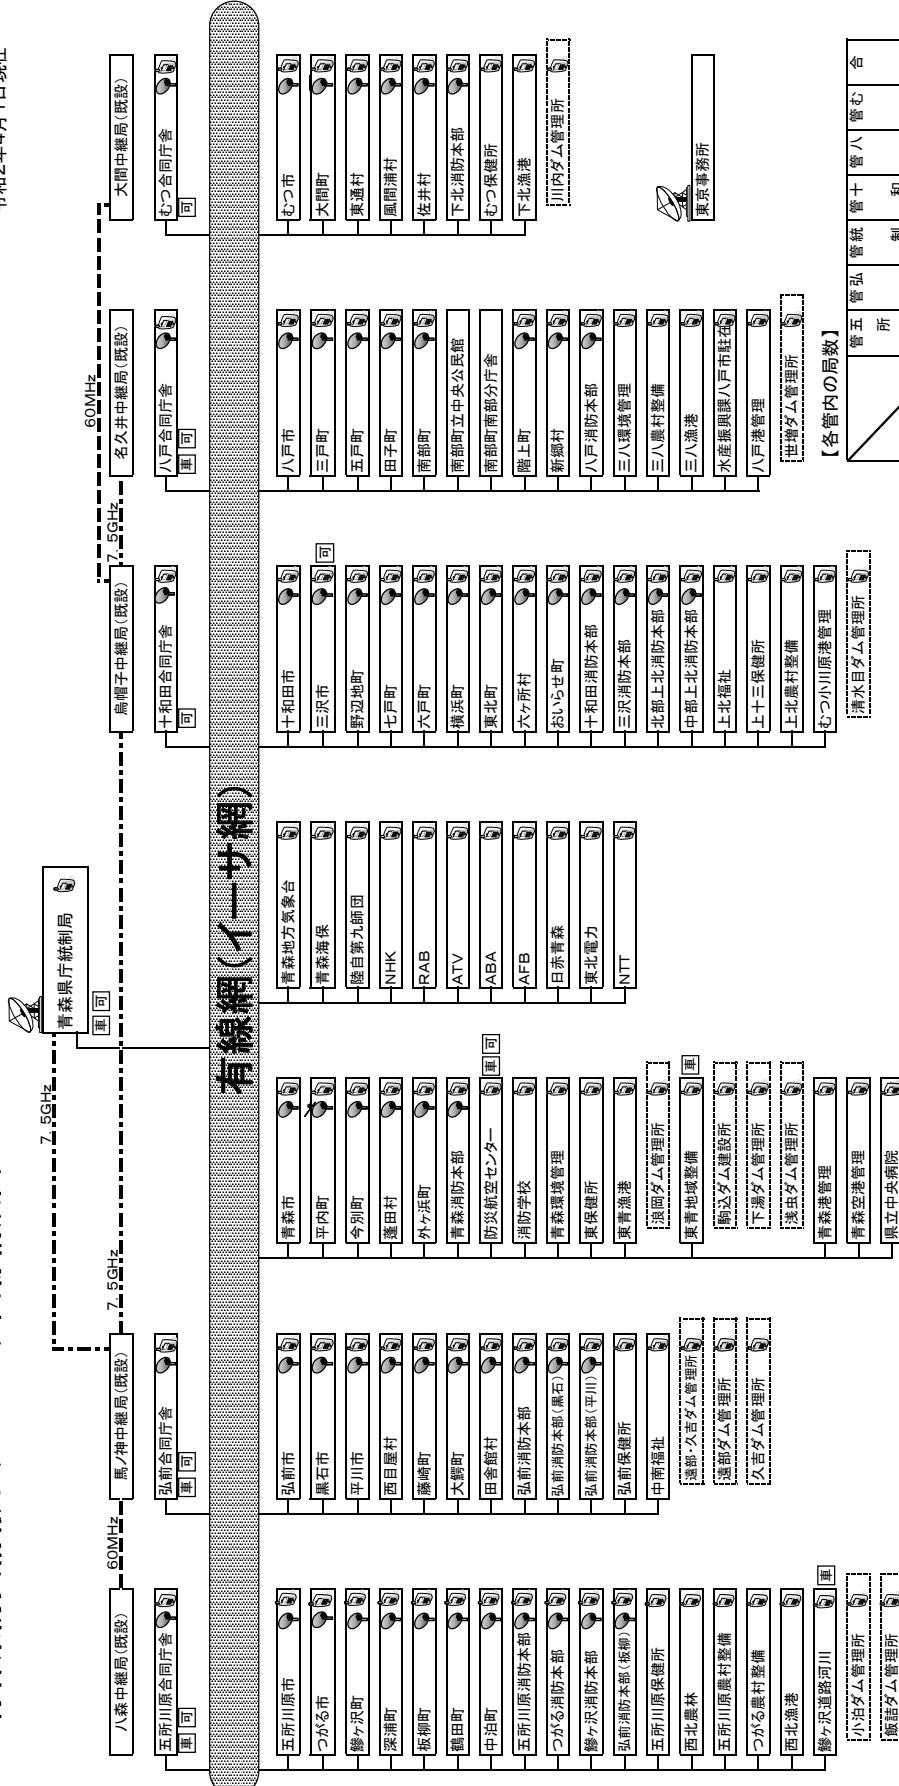 令和2年4月1日現在
青森県庁統制局
車 可
7.5GHz
7.5GHz
60MHz
7.5GHz
60MHz
八森中継局(既設)
馬ノ神中継局(既設)
烏帽子中継局(既設)
名久井中継局(既設)
大間中継局(既設)
五所川原合同庁舎
車 可
弘前合同庁舎
車 可
十和田合同庁舎
可
八戸合同庁舎
車 可
むつ合同庁舎
可
有線網(イーサ網)
五所川原市
つがる市
鰺ヶ沢町
深浦町
板柳町
鶴田町
中泊町
五所川原消防本部
つがる消防本部
鰺ヶ沢消防本部
弘前消防本部(板柳)
五所川原保健所
西北農林
五所川原農村整備
つがる農村整備
西北漁港
鰺ヶ沢道路河川
車
小泊ダム管理所
飯詰ダム管理所
弘前市
黒石市
平川市
西目屋村
藤崎町
大鰐町
田舎館村
弘前消防本部
弘前消防本部(黒石)
弘前消防本部(平川)
弘前保健所
中南福祉
遠部・久吉ダム管理所
遠部ダム管理所
久吉ダム管理所
青森市
平内町
今別町
蓬田村
外ヶ浜町
青森消防本部
防災航空センター
車 可
消防学校
青森環境管理
東保健所
東青漁港
浪岡ダム管理所
東青地域整備
車
駒込ダム建設所
下湯ダム管理所
浅虫ダム管理所
青森港管理
青森空港管理
県立中央病院
青森地方気象台
青森海保
陸自第九師団
NHK
RAB
ATV
ABA
AFB
日赤青森
東北電力
NTT
十和田市
三沢市
可
野辺地町
七戸町
六戸町
横浜町
東北町
六ヶ所村
おいらせ町
十和田消防本部
三沢消防本部
北部上北消防本部
中部上北消防本部
上北福祉
上十三保健所
上北農村整備
むつ小川原港管理
清水目ダム管理所
八戸市
三戸町
五戸町
田子町
南部町
南部町立中央公民館
南部町南部分庁舎
階上町
新郷村
八戸消防本部
三八環境管理
三八農村整備
三八漁港
水産振興課八戸市駐在
八戸港管理
世増ダム管理所
むつ市
大間町
東通村
風間浦村
佐井村
下北消防本部
むつ保健所
下北漁港
川内ダム管理所
東京事務所
【各管内の局数】
五所
管
弘
管
統制
管
十和
管
八
管
む
管
合